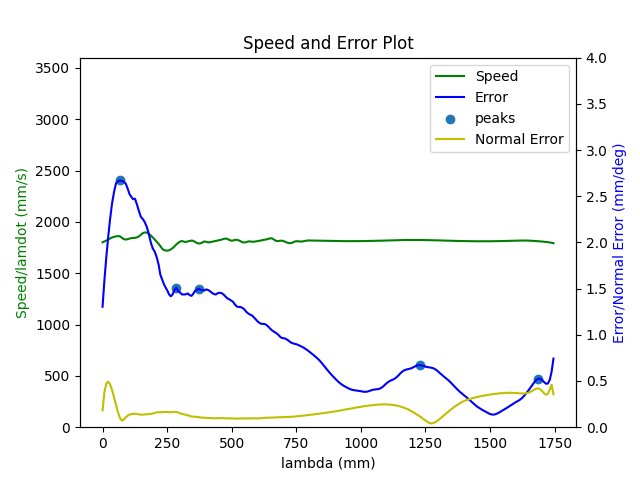 Speed and Error Plot
Speed
Error
peaks
Normal Error
Speed/lamdot (mm/s)
3500
3000
2500
2000
1500
1000
500
0
4.0
3.5
3.0
2.5
2.0
1.5
1.0
0.5
0.0
Error/Normal Error (mm/deg)
0 250 500 750 1000 1250 1500 1750
lambda (mm)